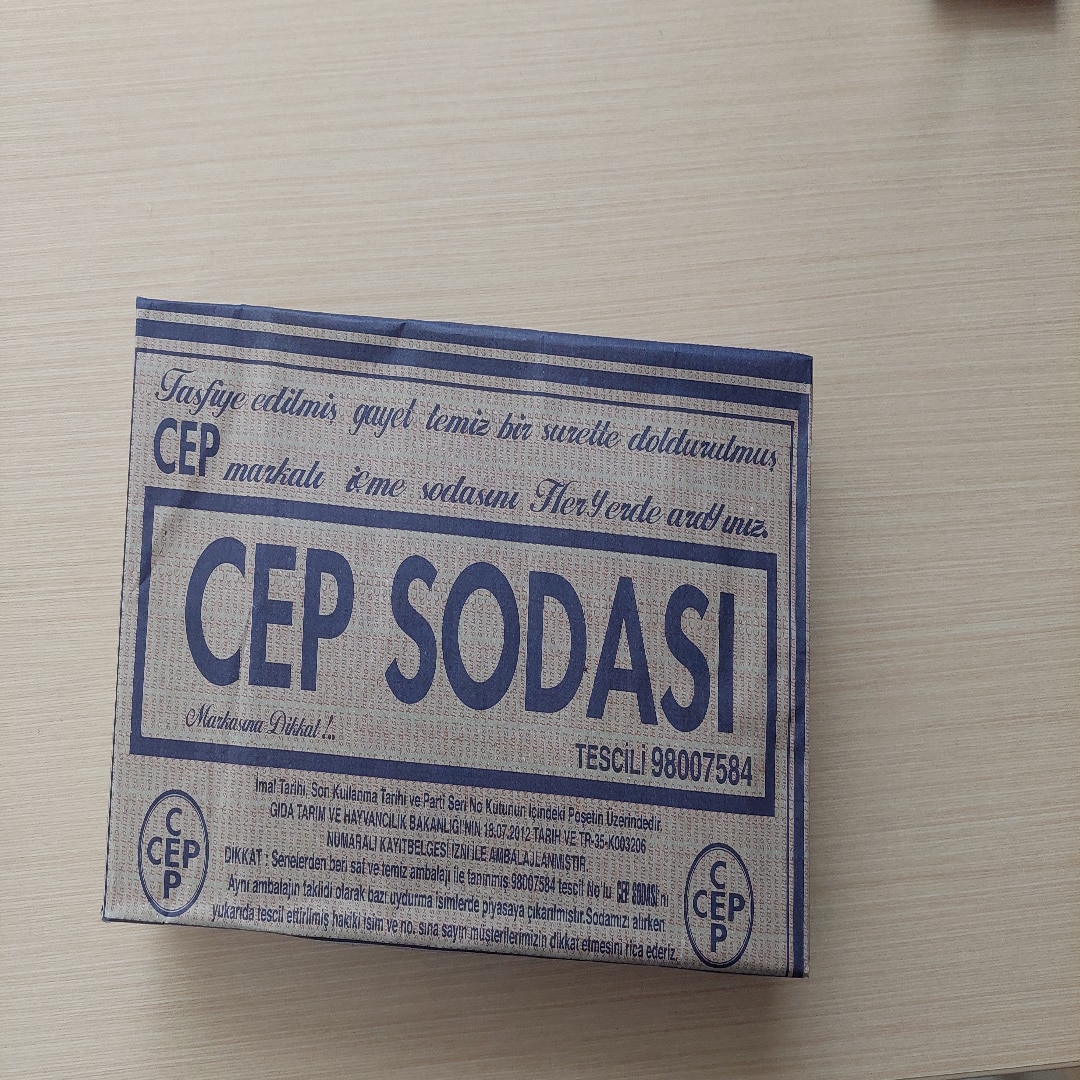 Tasfiye edilmiş gayet temiz bir surette doldurulmuş
CEP markalı içme sodasını HerYerde araYınız.
CEP SODASI
Markasına Dikkat!..
TESCİLİ 98007584
İmal Tarihi, Son Kullanma Tarihi ve Parti Seri No Kutunun İçindeki Poşetin Üzerindedir.
GIDA TARIM VE HAYVANCILIK BAKANLIĞI'NIN 18.07.2012 TARİH VE TR-35-K003206
NUMARALI KAYIT BELGESİ İZNİ İLE AMBALAJLANMIŞTIR.
DİKKAT : Senelerden beri saf ve temiz ambalajı ile tanınmış 98007584 tescil No'lu CEP SODASI'nı
Aynı ambalajın taklidi olarak bazı uydurma isimlerde piyasaya çıkarılmıştır.Sodamızı alırken
yukarıda tescil ettirilmiş hakiki isim ve no. sına sayın müşterilerimizin dikkat etmesini rica ederiz.
CEP
CEP
CEP
CEP